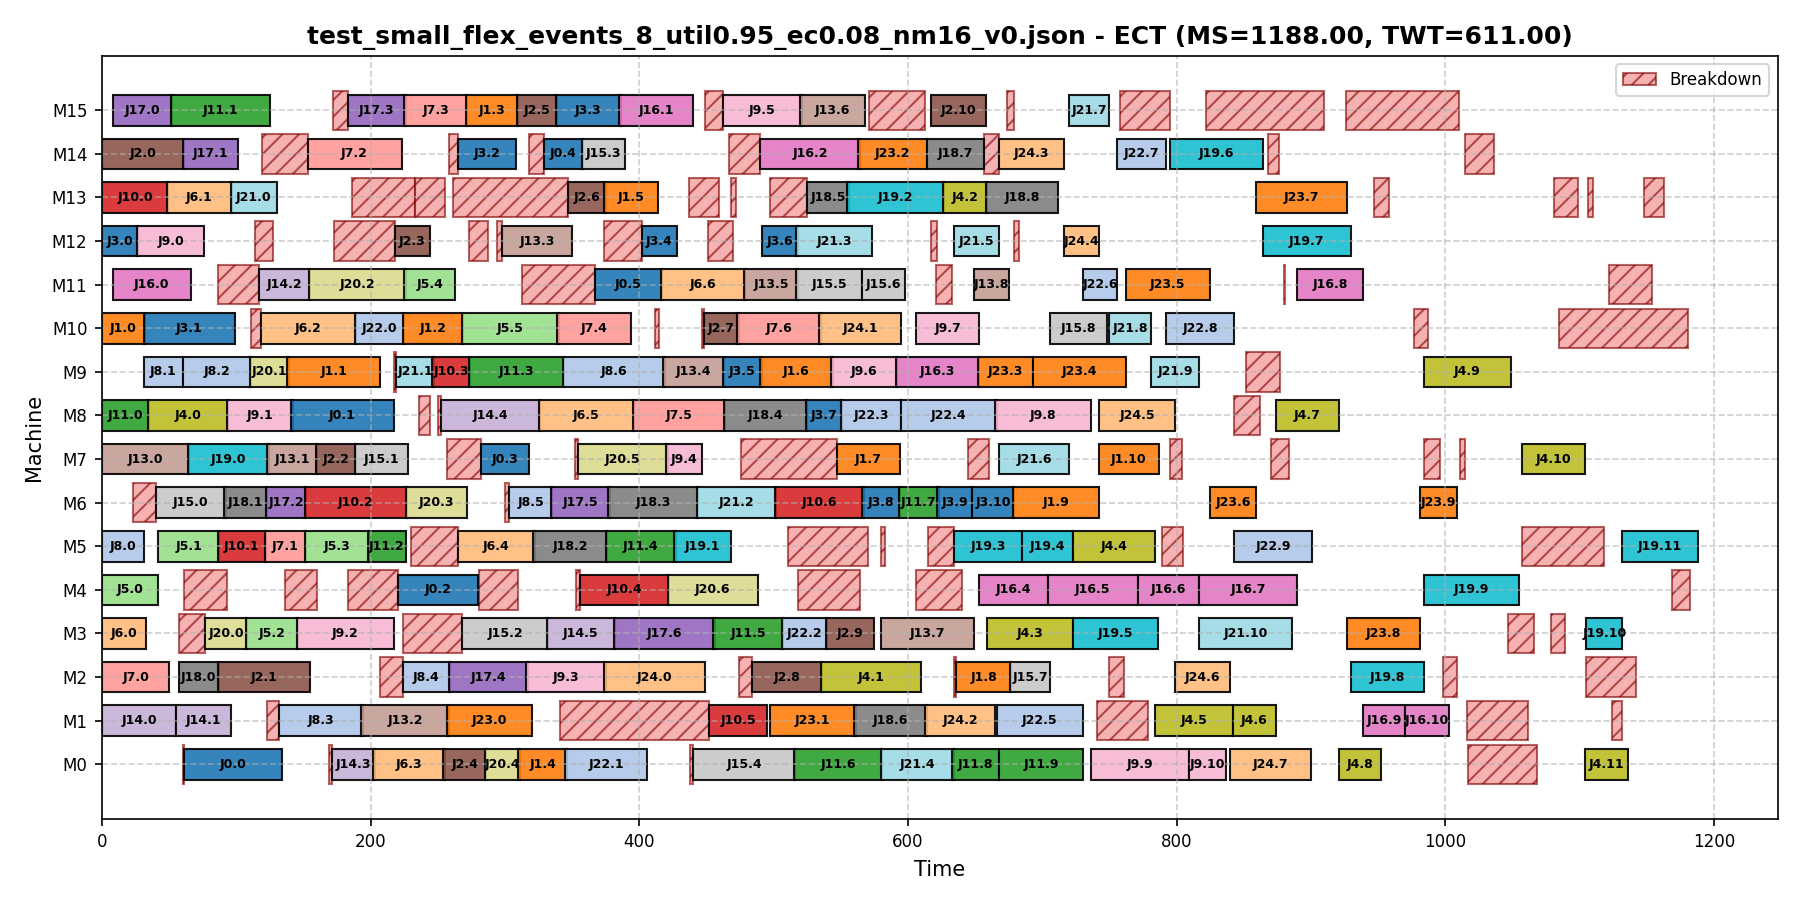 test_small_flex_events_8_util0.95_ec0.08_nm16_v0.json - ECT (MS=1188.00, TWT=611.00)
Breakdown
M15 J17.0 J11.1 J17.3 J7.3 J1.3 J2.5 J3.3 J16.1 J9.5 J13.6 J2.10 J21.7
M14 J2.0 J17.1 J7.2 J3.2 J0.4 J15.3 J16.2 J23.2 J18.7 J24.3 J22.7 J19.6
M13 J10.0 J6.1 J21.0 J2.6 J1.5 J18.5 J19.2 J4.2 J18.8 J23.7
M12 J3.0 J9.0 J2.3 J13.3 J3.4 J3.6 J21.3 J21.5 J24.4 J19.7
M11 J16.0 J14.2 J20.2 J5.4 J0.5 J6.6 J13.5 J15.5 J15.6 J13.8 J22.6 J23.5 J16.8
M10 J1.0 J3.1 J6.2 J22.0 J1.2 J5.5 J7.4 J2.7 J7.6 J24.1 J9.7 J15.8 J21.8 J22.8
M9 J8.1 J8.2 J20.1 J1.1 J21.1 J10.3 J11.3 J8.6 J13.4 J3.5 J1.6 J9.6 J16.3 J23.3 J23.4 J21.9 J4.9
M8 J11.0 J4.0 J9.1 J0.1 J14.4 J6.5 J7.5 J18.4 J3.7 J22.3 J22.4 J9.8 J24.5 J4.7
M7 J13.0 J19.0 J13.1 J2.2 J15.1 J0.3 J20.5 J9.4 J1.7 J21.6 J1.10 J4.10
M6 J15.0 J18.1 J17.2 J10.2 J20.3 J8.5 J17.5 J18.3 J21.2 J10.6 J3.8 J11.7 J3.9 J3.10 J1.9 J23.6 J23.9
M5 J8.0 J5.1 J10.1 J7.1 J5.3 J11.2 J6.4 J18.2 J11.4 J19.1 J19.3 J19.4 J4.4 J22.9 J19.11
M4 J5.0 J0.2 J10.4 J20.6 J16.4 J16.5 J16.6 J16.7 J19.9
M3 J6.0 J20.0 J5.2 J9.2 J15.2 J14.5 J17.6 J11.5 J22.2 J2.9 J13.7 J4.3 J19.5 J21.10 J23.8 J19.10
M2 J7.0 J18.0 J2.1 J8.4 J17.4 J9.3 J24.0 J2.8 J4.1 J1.8 J15.7 J24.6 J19.8
M1 J14.0 J14.1 J8.3 J13.2 J23.0 J10.5 J23.1 J18.6 J24.2 J22.5 J4.5 J4.6 J16.9 J16.10
M0 J0.0 J14.3 J6.3 J2.4 J20.4 J1.4 J22.1 J15.4 J11.6 J21.4 J11.8 J11.9 J9.9 J9.10 J24.7 J4.8 J4.11
0 200 400 600 800 1000 1200
Time
Machine